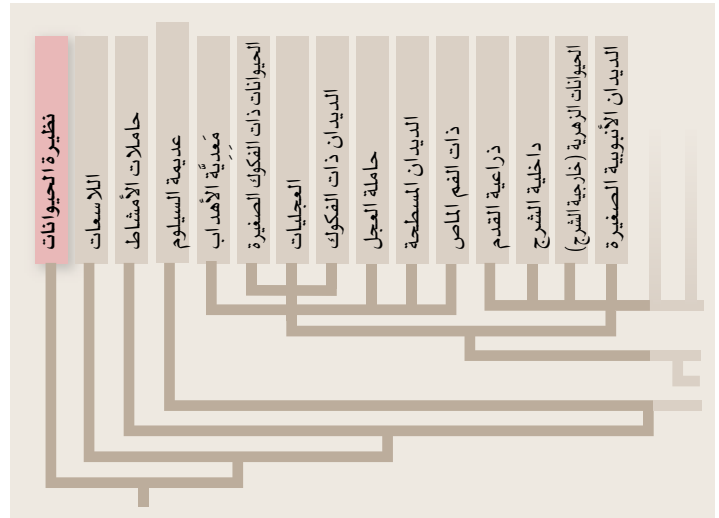 نظيرة الحيوانات
اللاسعات
حاملات الأمشاط
عديمة السيلوم
مَعديَّة الأهداب
الحيوانات ذات الفكوك الصغيرة
العجليات
الديدان ذات الفكوك
حاملة العجل
الديدان المسطحة
ذات الفم الماص
ذراعية القدم
داخلية الشرج
الحيوانات الزهرية (خارجية الشرج)
الديدان الأنبوبية الصغيرة